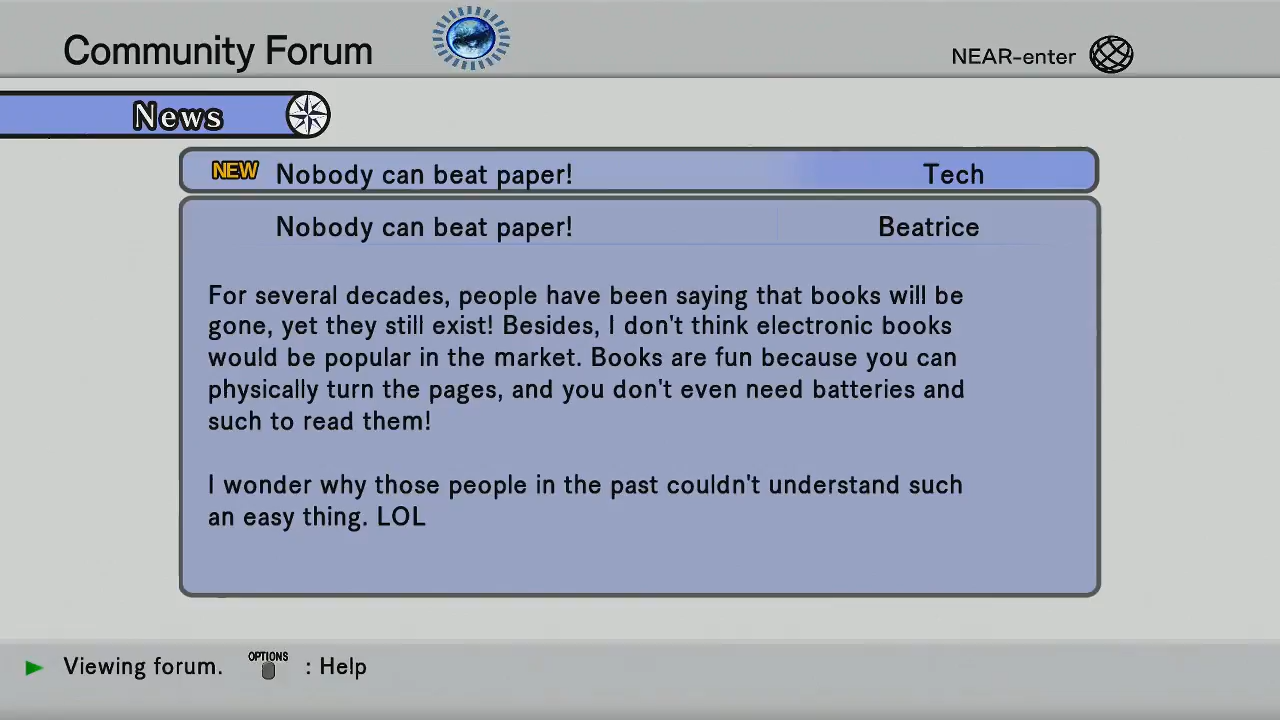 Community Forum
NEAR-enter
News
NEW Nobody can beat paper! Tech
Nobody can beat paper! Beatrice
For several decades, people have been saying that books will be
gone, yet they still exist! Besides, I don't think electronic books
would be popular in the market. Books are fun because you can
physically turn the pages, and you don't even need batteries and
such to read them!
I wonder why those people in the past couldn't understand such
an easy thing. LOL
Viewing forum. OPTIONS : Help